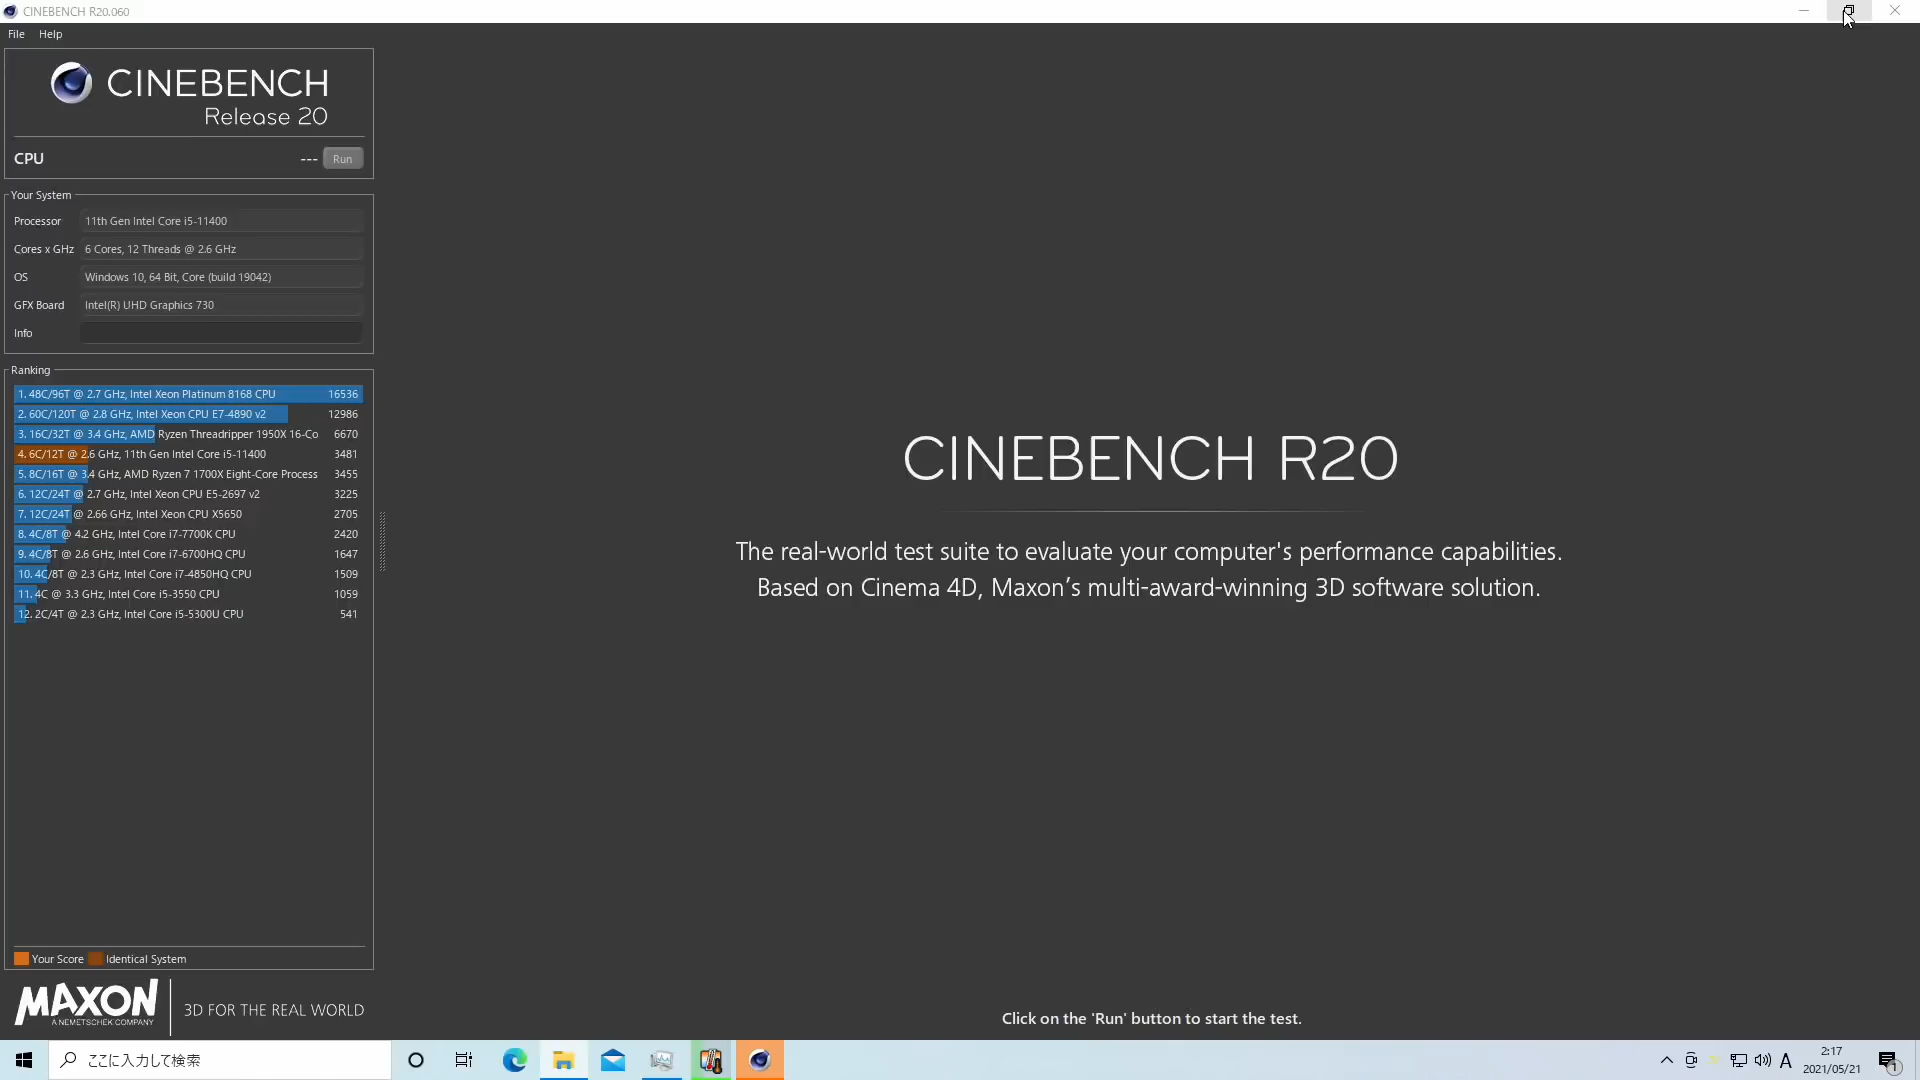 CINEBENCH R20.060
File Help
CINEBENCH
Release 20
CPU --- Run
Your System
Processor 11th Gen Intel Core i5-11400
Cores x GHz 6 Cores, 12 Threads @ 2.6 GHz
OS Windows 10, 64 Bit, Core (build 19042)
GFX Board Intel(R) UHD Graphics 730
Info
Ranking
1. 48C/96T @ 2.7 GHz, Intel Xeon Platinum 8168 CPU 16536
2. 60C/120T @ 2.8 GHz, Intel Xeon CPU E7-4890 v2 12986
3. 16C/32T @ 3.4 GHz, AMD Ryzen Threadripper 1950X 16-Co 6670
4. 6C/12T @ 2.6 GHz, 11th Gen Intel Core i5-11400 3481
5. 8C/16T @ 3.4 GHz, AMD Ryzen 7 1700X Eight-Core Process 3455
6. 12C/24T @ 2.7 GHz, Intel Xeon CPU E5-2697 v2 3225
7. 12C/24T @ 2.66 GHz, Intel Xeon CPU X5650 2705
8. 4C/8T @ 4.2 GHz, Intel Core i7-7700K CPU 2420
9. 4C/8T @ 2.6 GHz, Intel Core i7-6700HQ CPU 1647
10. 4C/8T @ 2.3 GHz, Intel Core i7-4850HQ CPU 1509
11. 4C @ 3.3 GHz, Intel Core i5-3550 CPU 1059
12. 2C/4T @ 2.3 GHz, Intel Core i5-5300U CPU 541
Your Score Identical System
MAXON
A NEMETSCHEK COMPANY
3D FOR THE REAL WORLD
CINEBENCH R20
The real-world test suite to evaluate your computer's performance capabilities.
Based on Cinema 4D, Maxon’s multi-award-winning 3D software solution.
Click on the 'Run' button to start the test.
ここに入力して検索
A
2:17
2021/05/21
1